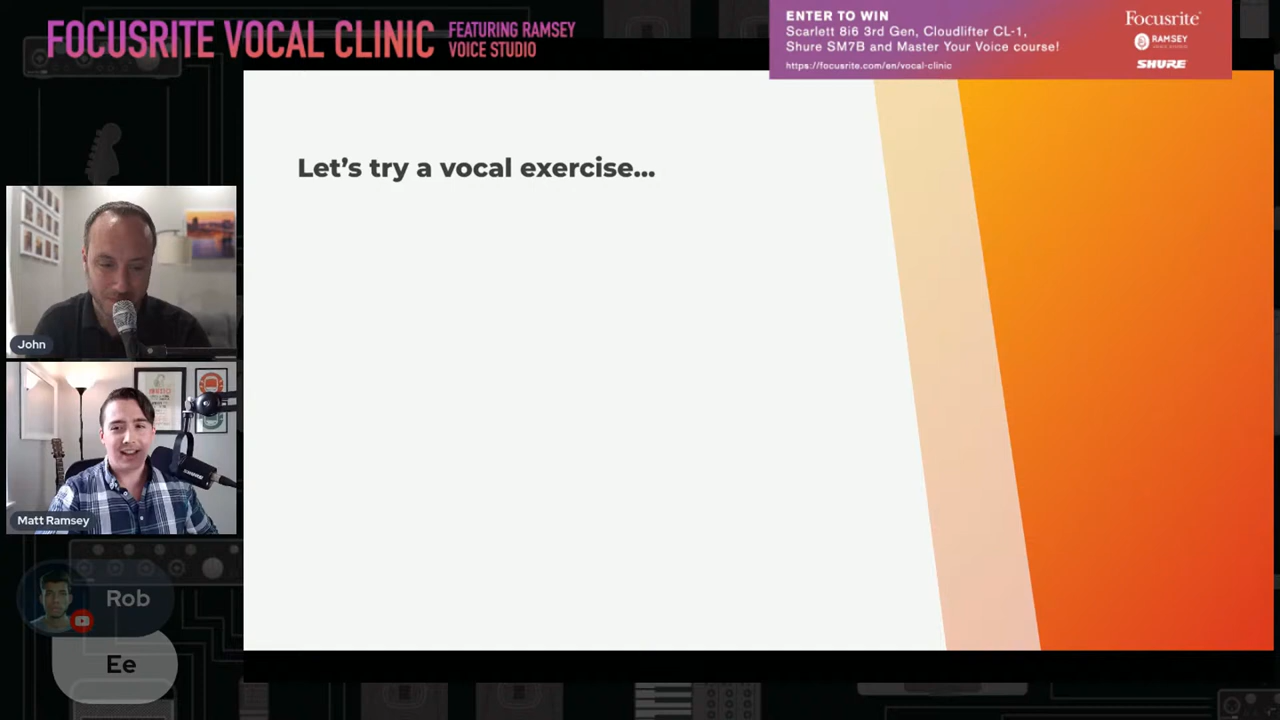 FOCUSRITE VOCAL CLINIC
FEATURING RAMSEY
VOICE STUDIO
ENTER TO WIN
Scarlett 8i6 3rd Gen, Cloudlifter CL-1,
Shure SM7B and Master Your Voice course!
https://focusrite.com/en/vocal-clinic
Focusrite®
RAMSEY
SHURE
Let's try a vocal exercise...
John
SHURE
Matt Ramsey
Rob
Ee